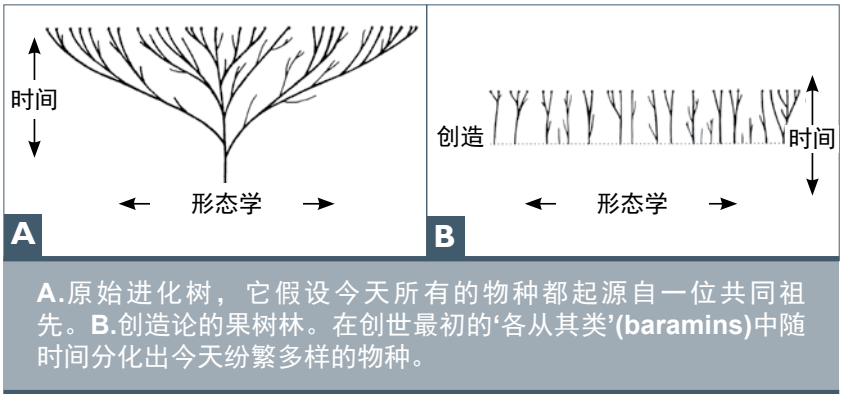 时间
形态学
A
创造
时间
形态学
B
A.原始进化树，它假设今天所有的物种都起源自一位共同祖
先。B.创造论的果树林。在创世最初的‘各从其类’(baramins)中随
时间分化出今天纷繁多样的物种。